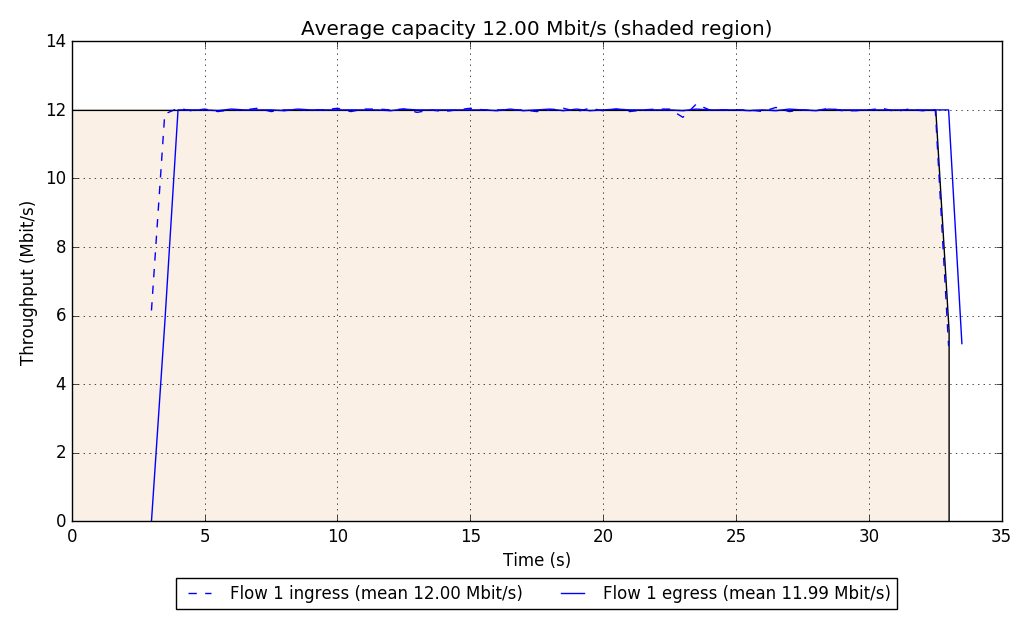 Average capacity 12.00 Mbit/s (shaded region)
14
12
10
8
6
4
2
0
Throughput (Mbit/s)
0 5 10 15 20 25 30 35
Time (s)
Flow 1 ingress (mean 12.00 Mbit/s) Flow 1 egress (mean 11.99 Mbit/s)